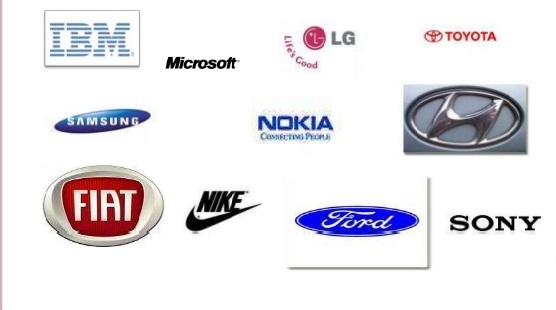 IBM
Microsoft
Life's Good
LG
TOYOTA
SAMSUNG
NOKIA
CONNECTING PEOPLE
FIAT
NIKE
Ford
SONY